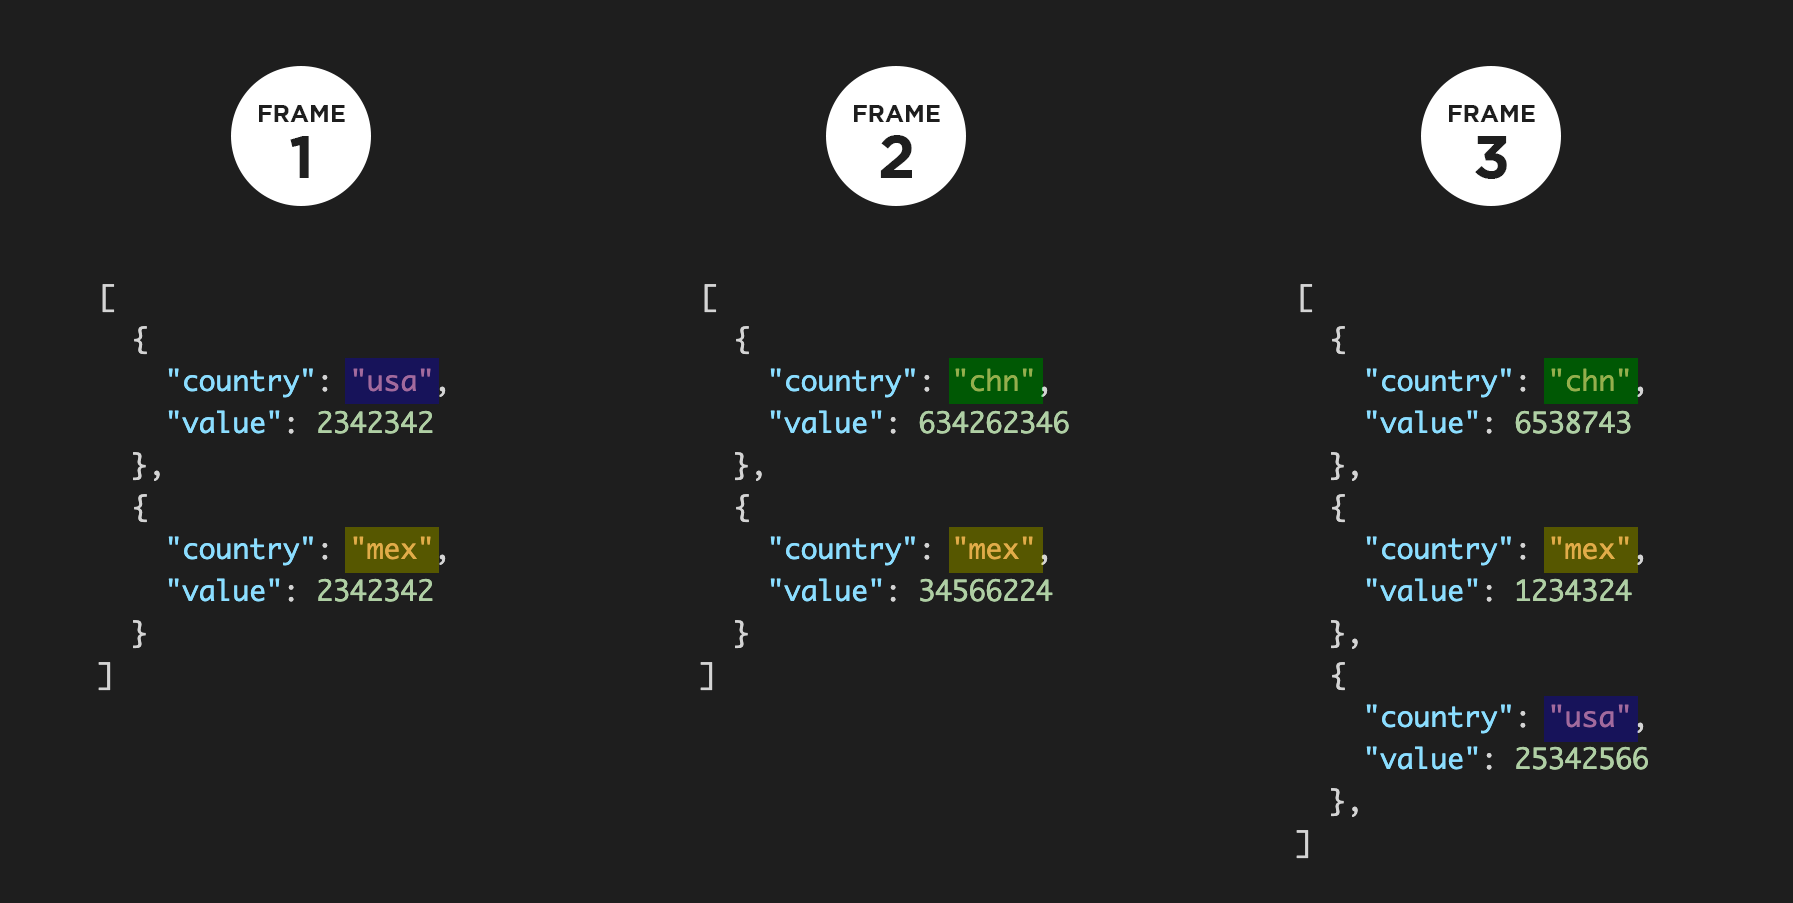 FRAME
1
[
  {
    "country": "usa",
    "value": 2342342
  },
  {
    "country": "mex",
    "value": 2342342
  }
]
FRAME
2
[
  {
    "country": "chn",
    "value": 634262346
  },
  {
    "country": "mex",
    "value": 34566224
  }
]
FRAME
3
[
  {
    "country": "chn",
    "value": 6538743
  },
  {
    "country": "mex",
    "value": 1234324
  },
  {
    "country": "usa",
    "value": 25342566
  },
]